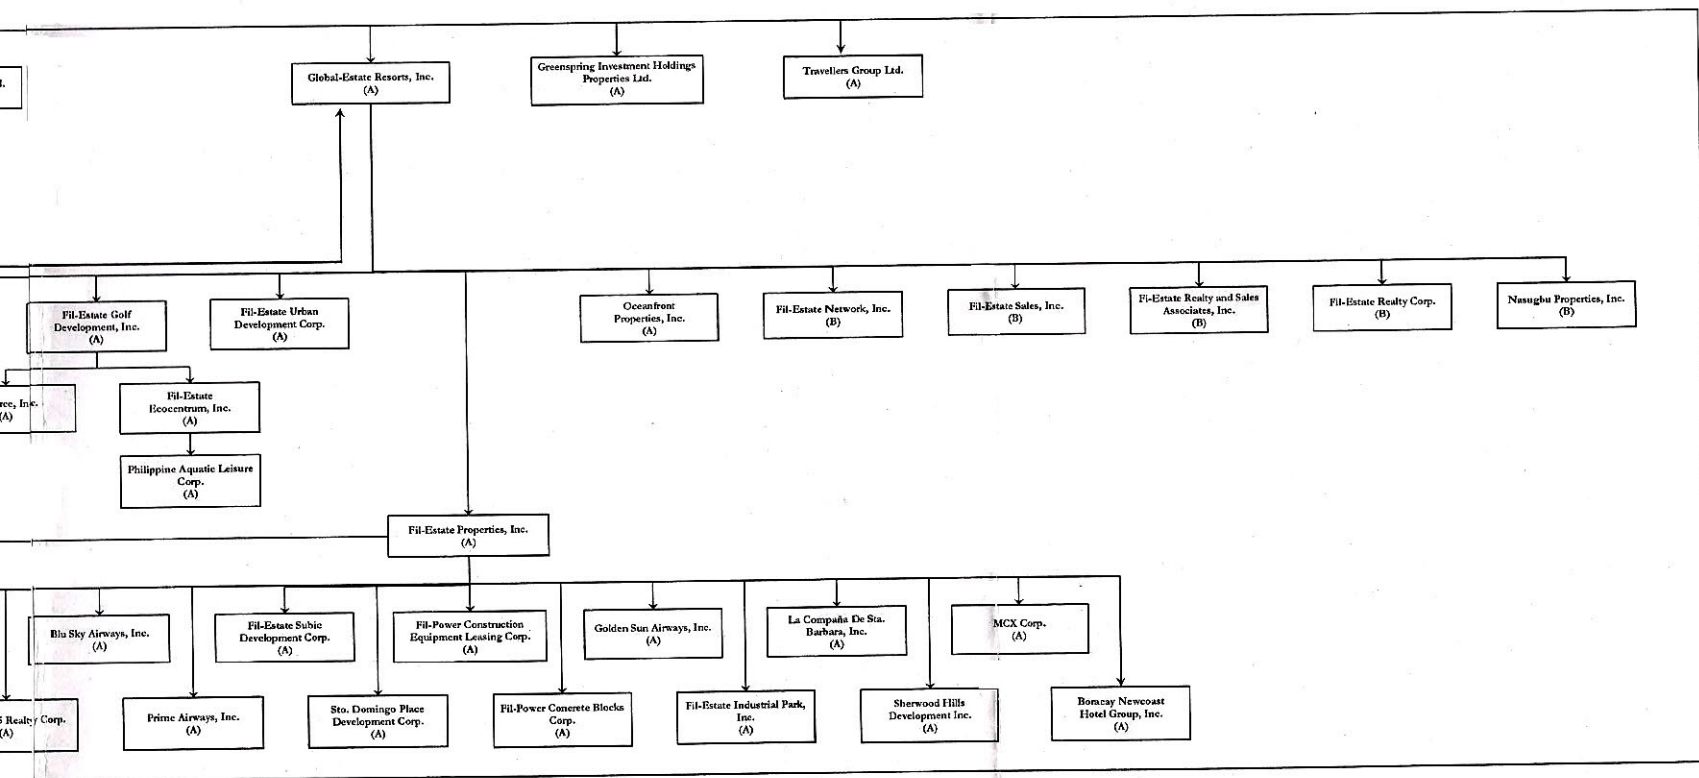 Global-Estate Resorts, Inc.
(A)
Greenspring Investment Holdings
Properties Ltd.
(A)
Travellers Group Ltd.
(A)
Fil-Estate Golf
Development, Inc.
(A)
Fil-Estate Urban
Development Corp.
(A)
Oceanfront
Properties, Inc.
(A)
Fil-Estate Network, Inc.
(B)
Fil-Estate Sales, Inc.
(B)
Fi-Estate Realty and Sales
Associates, Inc.
(B)
Fil-Estate Realty Corp.
(B)
Nasugbu Properties, Inc.
(B)
Inc.
(A)
Fil-Estate
Ecocentrum, Inc.
(A)
Philippine Aquatic Leisure
Corp.
(A)
Fil-Estate Properties, Inc.
(A)
Blu Sky Airways, Inc.
(A)
Fil-Estate Subic
Development Corp.
(A)
Fil-Power Construction
Equipment Leasing Corp.
(A)
Golden Sun Airways, Inc.
(A)
La Compaña De Sta.
Barbara, Inc.
(A)
MCX Corp.
(A)
Realty Corp.
(A)
Prime Airways, Inc.
(A)
Sto. Domingo Place
Development Corp.
(A)
Fil-Power Concrete Blocks
Corp.
(A)
Fil-Estate Industrial Park,
Inc.
(A)
Sherwood Hills
Development Inc.
(A)
Boracay Newcoast
Hotel Group, Inc.
(A)